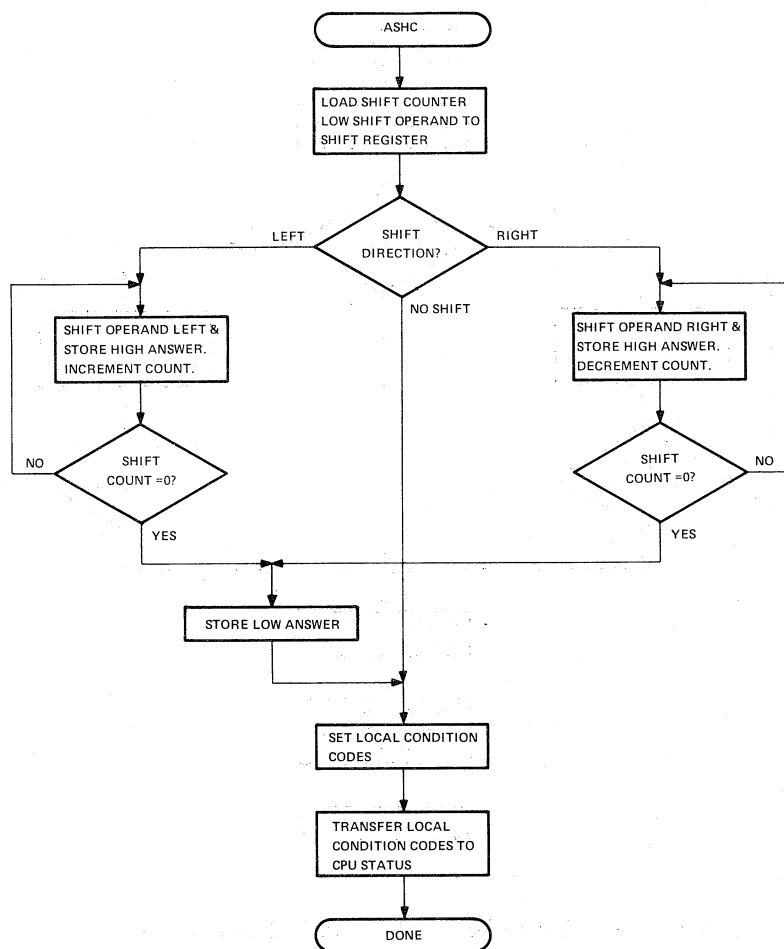 ASHC
LOAD SHIFT COUNTER
LOW SHIFT OPERAND TO
SHIFT REGISTER
SHIFT
DIRECTION?
LEFT
RIGHT
NO SHIFT
SHIFT OPERAND LEFT &
STORE HIGH ANSWER.
INCREMENT COUNT.
SHIFT OPERAND RIGHT &
STORE HIGH ANSWER.
DECREMENT COUNT.
SHIFT
COUNT =0?
NO
YES
SHIFT
COUNT =0?
NO
YES
STORE LOW ANSWER
SET LOCAL CONDITION
CODES
TRANSFER LOCAL
CONDITION CODES TO
CPU STATUS
DONE